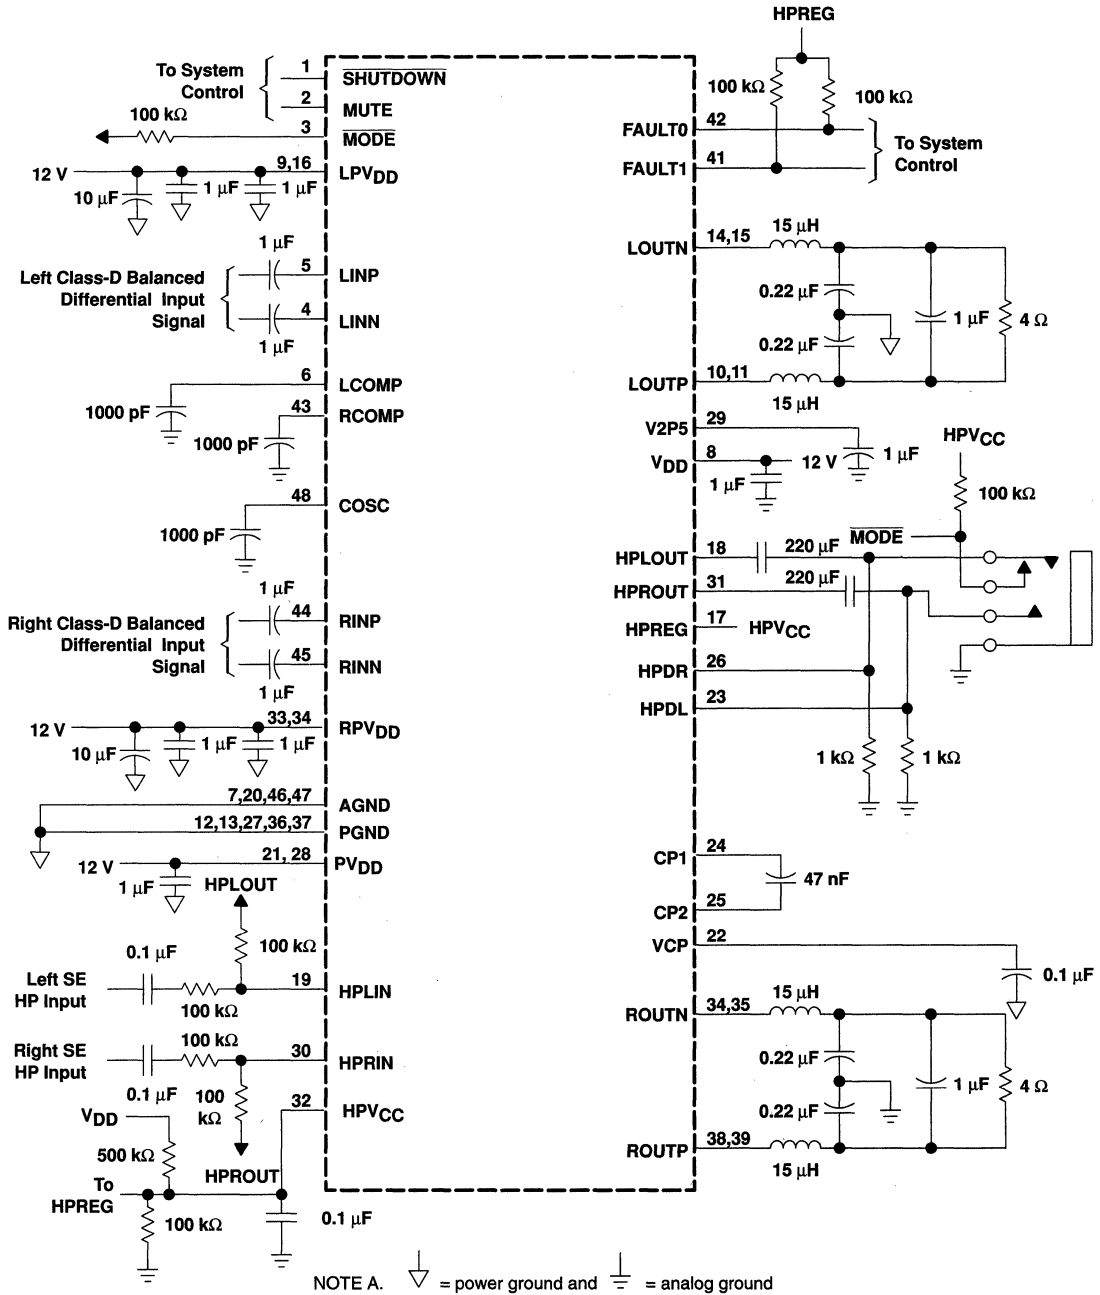 HPREG
100 kΩ
100 kΩ
To System
Control
1
SHUTDOWN
2
MUTE
100 kΩ
3
MODE
42
FAULT0
41
FAULT1
To System
Control
12 V
9,16
LPVDD
10 μF
1 μF
1 μF
1 μF
5
LINP
Left Class-D Balanced
Differential Input
Signal
4
LINN
1 μF
14,15
LOUTN
15 μH
0.22 μF
0.22 μF
1 μF
4 Ω
10,11
LOUTP
15 μH
6
LCOMP
1000 pF
43
RCOMP
1000 pF
29
V2P5
1 μF
8
VDD
12 V
1 μF
HPVCC
100 kΩ
48
COSC
1000 pF
MODE
18
HPLOUT
220 μF
31
HPROUT
220 μF
17
HPREG
HPVCC
26
HPDR
23
HPDL
1 kΩ
1 kΩ
1 μF
44
RINP
Right Class-D Balanced
Differential Input
Signal
45
RINN
1 μF
12 V
33,34
RPVDD
10 μF
1 μF
1 μF
7,20,46,47
AGND
12,13,27,36,37
PGND
12 V
21, 28
PVDD
1 μF
HPLOUT
100 kΩ
24
CP1
47 nF
25
CP2
22
VCP
0.1 μF
0.1 μF
Left SE
HP Input
100 kΩ
19
HPLIN
100 kΩ
Right SE
HP Input
0.1 μF
30
HPRIN
100
kΩ
HPROUT
32
HPVCC
VDD
500 kΩ
To
HPREG
100 kΩ
0.1 μF
34,35
ROUTN
15 μH
0.22 μF
0.22 μF
1 μF
4 Ω
38,39
ROUTP
15 μH
NOTE A. = power ground and = analog ground